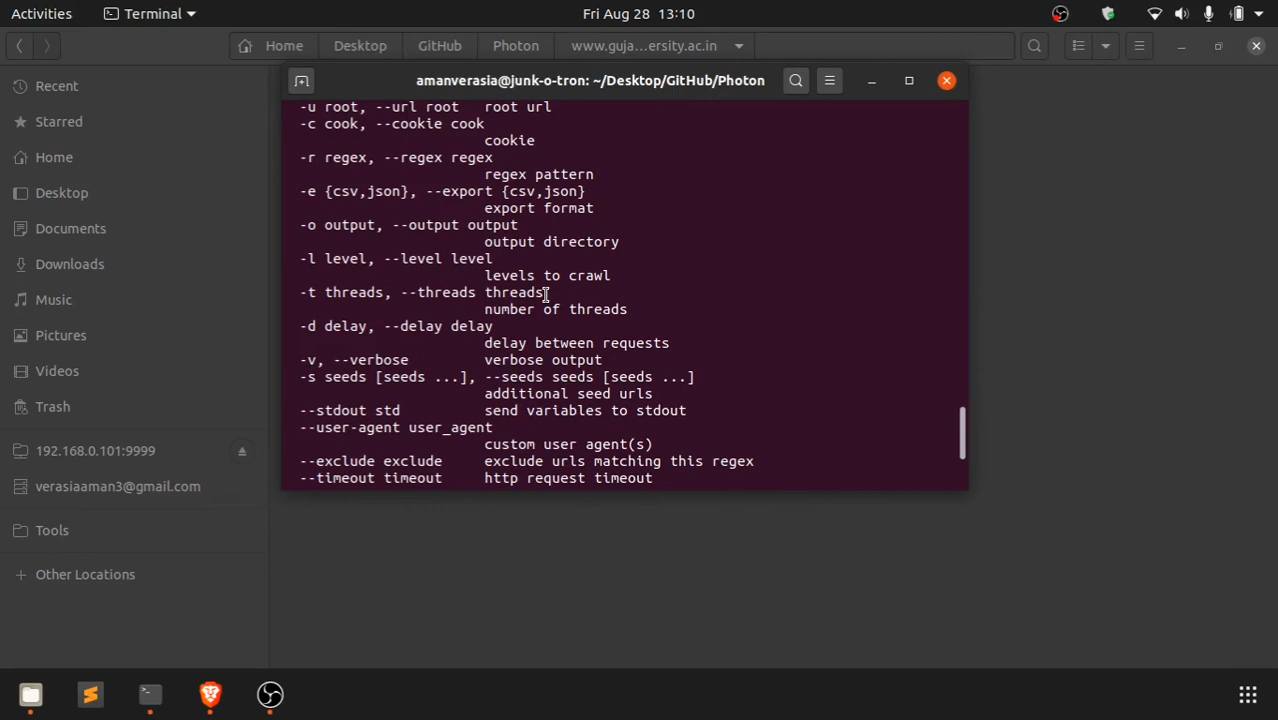 Activities
Terminal
Fri Aug 28 13:10
Home
Desktop
GitHub
Photon
www.guja…ersity.ac.in
Recent
Starred
Home
Desktop
Documents
Downloads
Music
Pictures
Videos
Trash
192.168.0.101:9999
verasiaaman3@gmail.com
Tools
Other Locations
amanverasia@junk-o-tron: ~/Desktop/GitHub/Photon
-u root, --url root   root url
-c cook, --cookie cook
cookie
-r regex, --regex regex
regex pattern
-e {csv,json}, --export {csv,json}
export format
-o output, --output output
output directory
-l level, --level level
levels to crawl
-t threads, --threads threads
number of threads
-d delay, --delay delay
delay between requests
-v, --verbose         verbose output
-s seeds [seeds ...], --seeds seeds [seeds ...]
additional seed urls
--stdout std          send variables to stdout
--user-agent user_agent
custom user agent(s)
--exclude exclude     exclude urls matching this regex
--timeout timeout     http request timeout